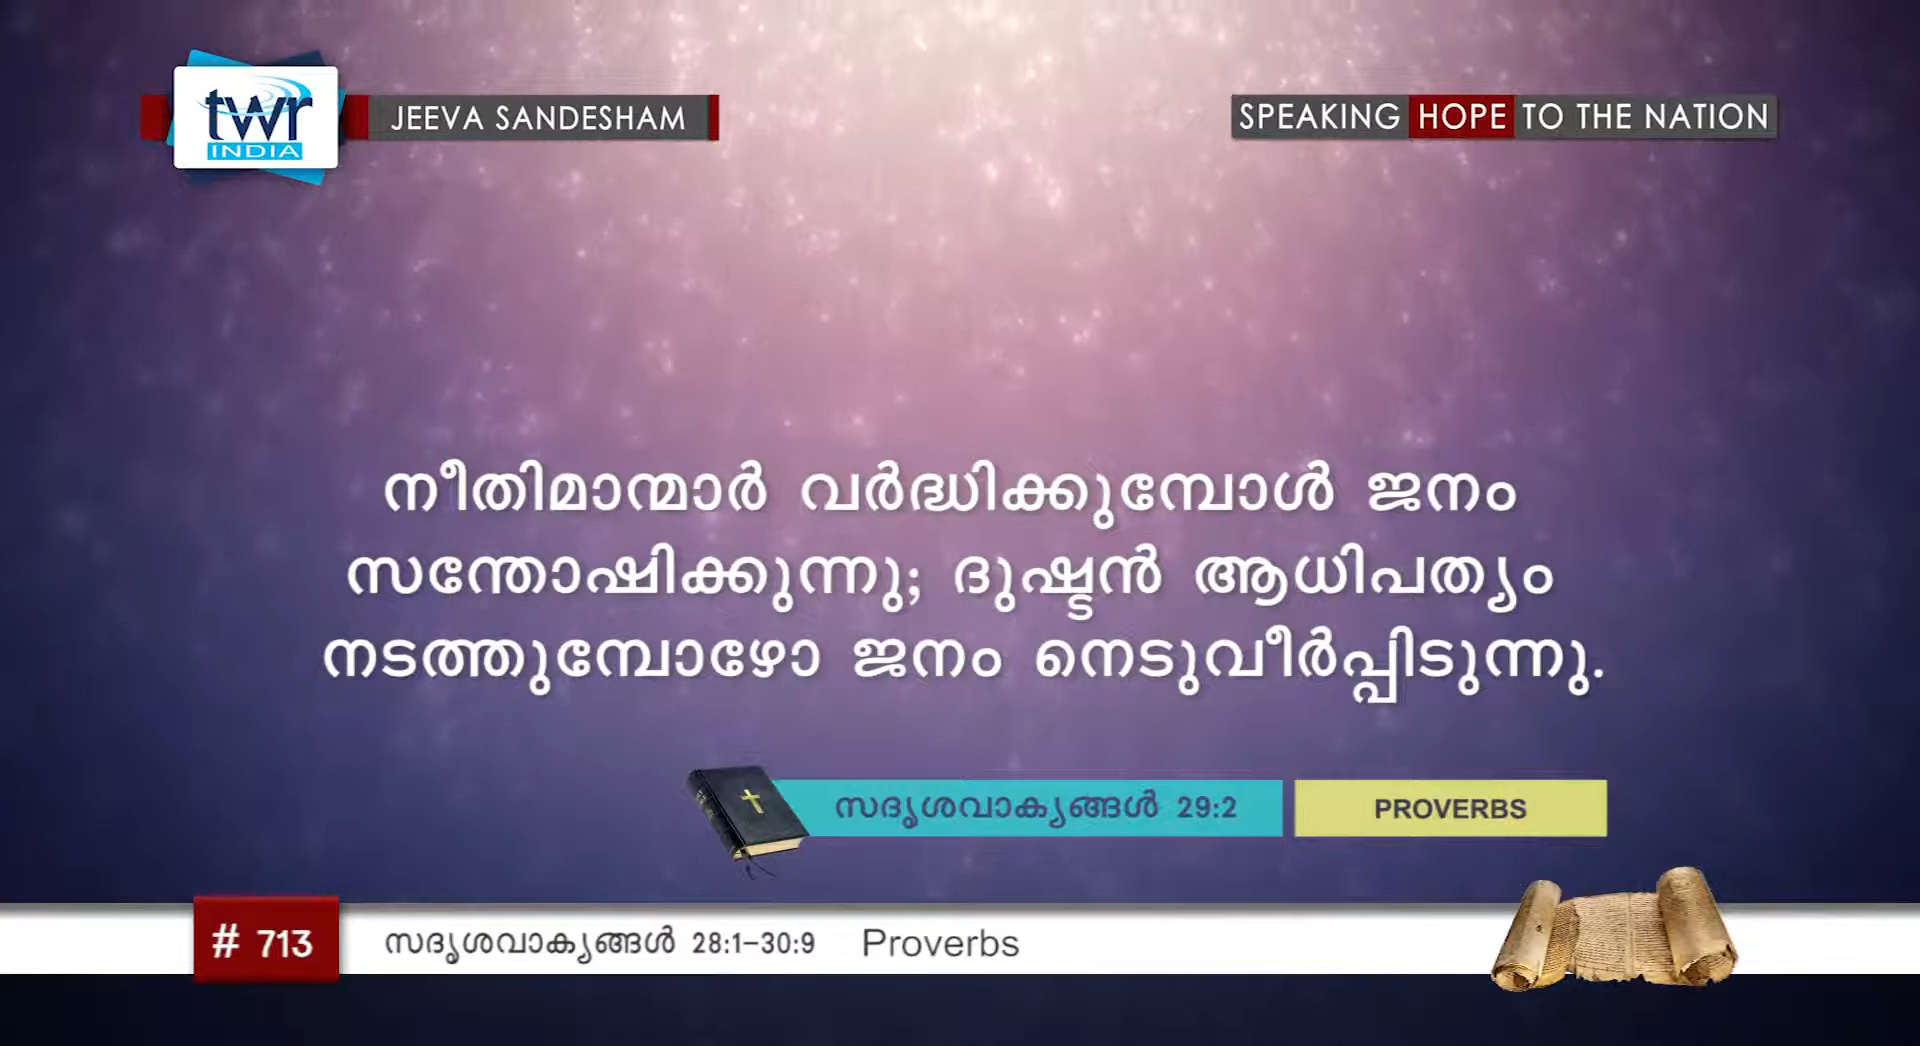 twr
INDIA
JEEVA SANDESHAM
SPEAKING HOPE TO THE NATION
നീതിമാന്മാർ വർദ്ധിക്കുമ്പോൾ ജനം
സന്തോഷിക്കുന്നു; ദുഷ്ടൻ ആധിപത്യം
നടത്തുമ്പോഴോ ജനം നെടുവീർപ്പിടുന്നു.
സദൃശവാക്യങ്ങൾ 29:2
PROVERBS
# 713
സദൃശവാക്യങ്ങൾ 28:1–30:9 Proverbs